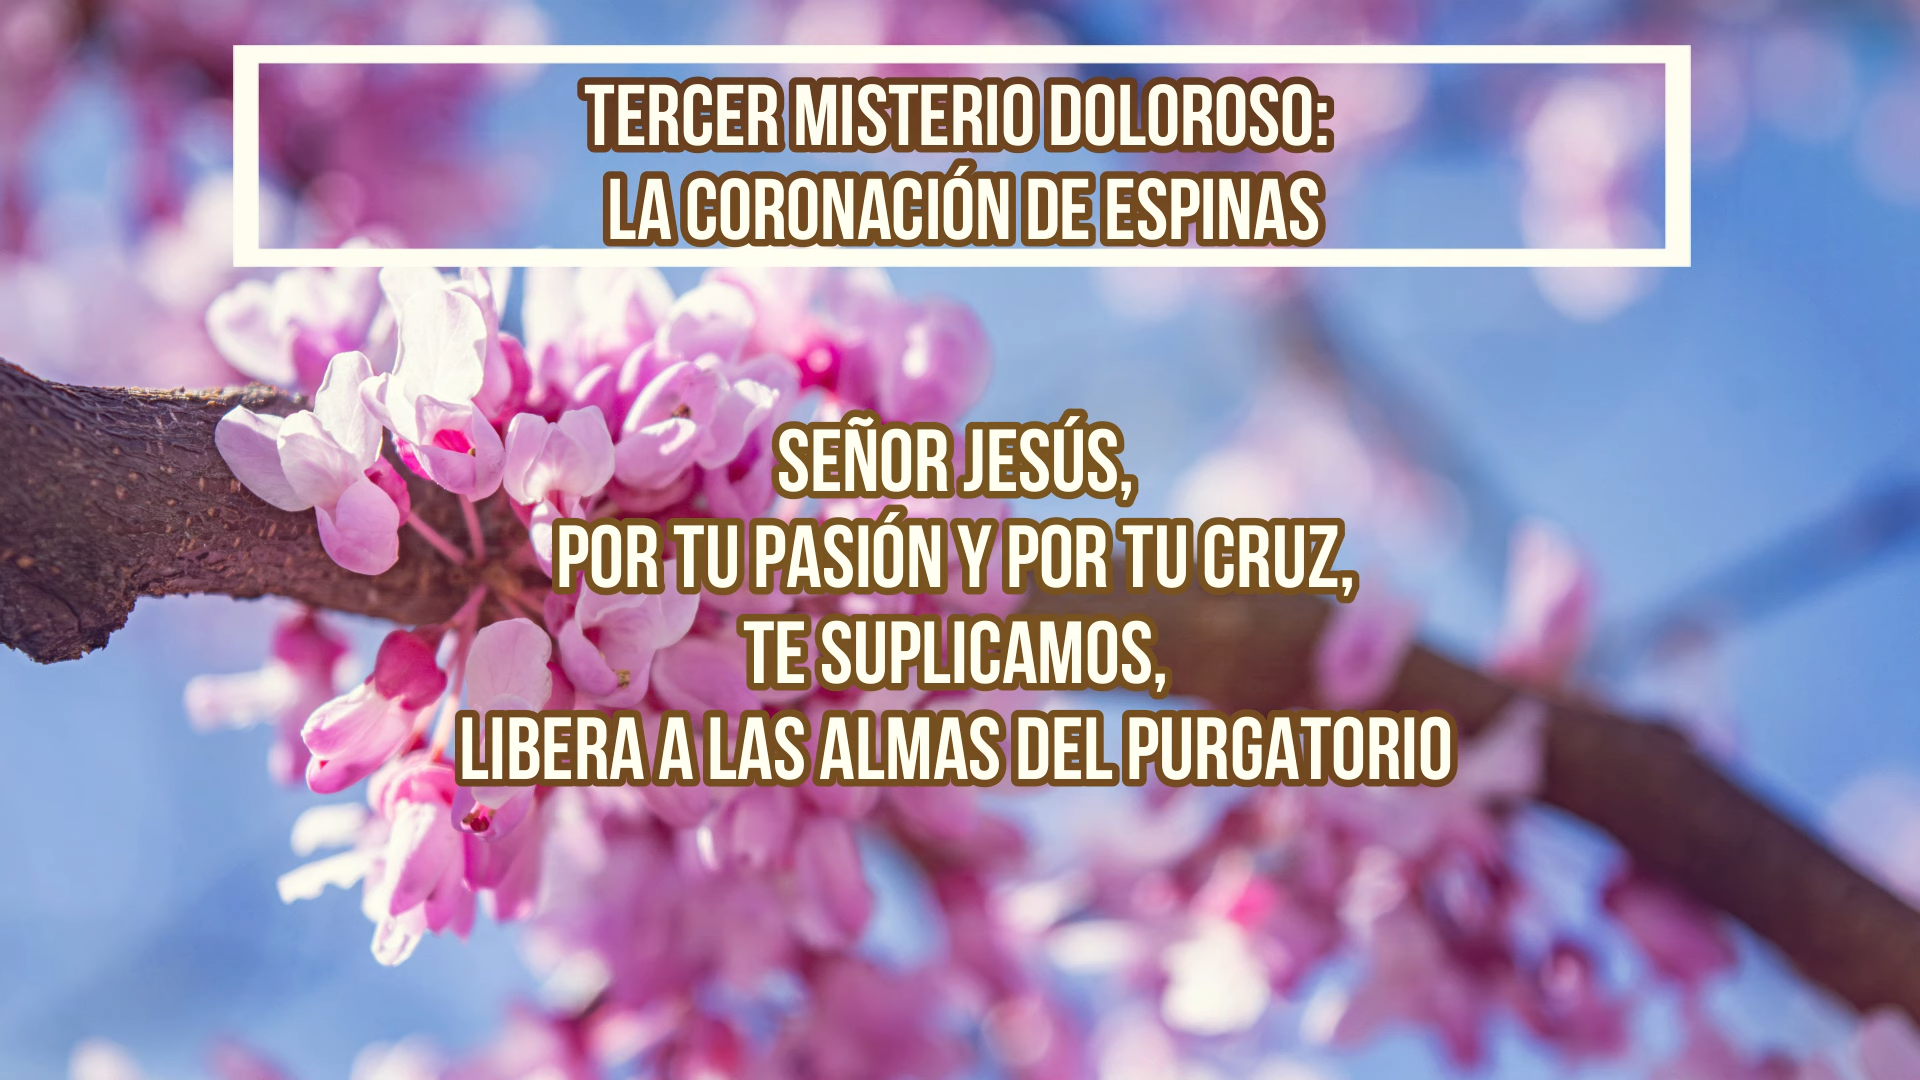 TERCER MISTERIO DOLOROSO:
LA CORONACIÓN DE ESPINAS
SEÑOR JESÚS,
POR TU PASIÓN Y POR TU CRUZ,
TE SUPLICAMOS,
LIBERA A LAS ALMAS DEL PURGATORIO